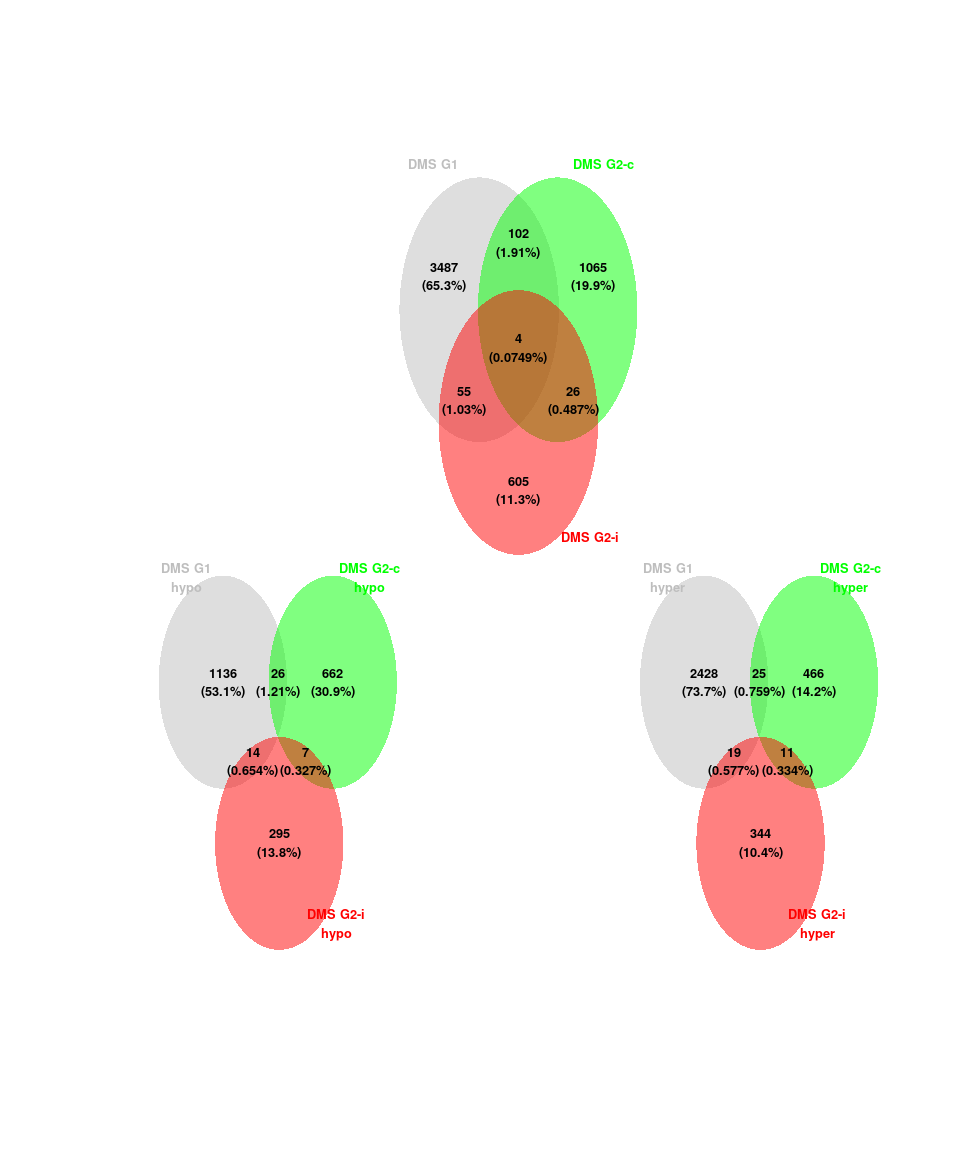 DMS G1
DMS G2-c
102
(1.91%)
3487
(65.3%)
1065
(19.9%)
4
(0.0749%)
55
(1.03%)
26
(0.487%)
605
(11.3%)
DMS G2-i
DMS G1
hypo
DMS G2-c
hypo
1136
(53.1%)
26
(1.21%)
662
(30.9%)
14
(0.654%)
7
(0.327%)
295
(13.8%)
DMS G2-i
hypo
DMS G1
hyper
DMS G2-c
hyper
2428
(73.7%)
25
(0.759%)
466
(14.2%)
19
(0.577%)
11
(0.334%)
344
(10.4%)
DMS G2-i
hyper